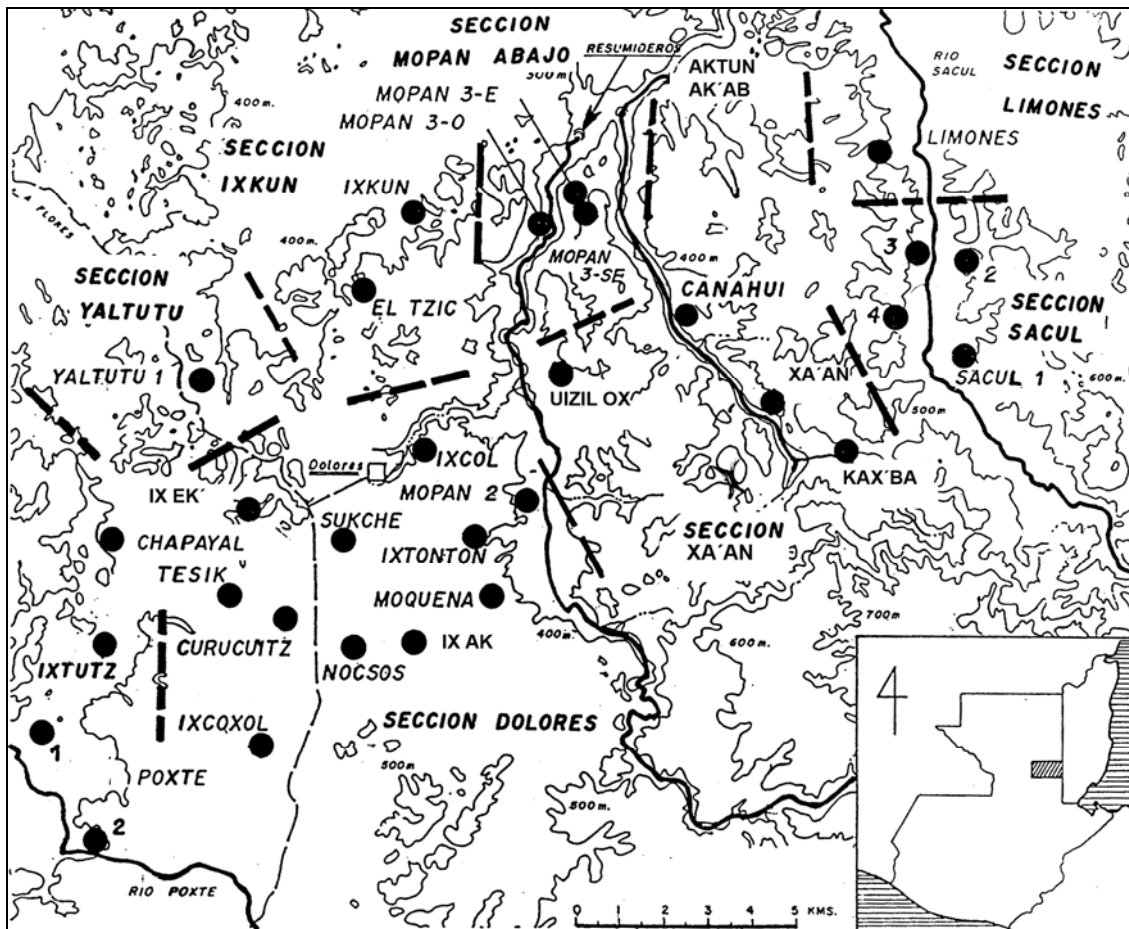 SECCION
MOPAN ABAJO
RESUMIDEROS
300m
RIO
SACUL
SECCION
LIMONES
AKTUN
AK'AB
400m.
400m.
MOPAN 3-E
MOPAN 3-O
SECCION
IXKUN
IXKUN
LIMONES
A FLORES
400m.
MOPAN
3-SE
400m
3
2
SECCION
YALTUTU
EL TZIC
CANAHUI
4
SECCION
SACUL
YALTUTU 1
UIZIL OX
XA'AN
SACUL 1
600m.
500m
Dolores
IXCOL
IX EK'
MOPAN 2
KAX'BA
SUKCHE
CHAPAYAL
IXTONTON
SECCION
XA'AN
TESIK
MOQUENA
700m
400m.
600m.
IXTUTZ
CURUCUITZ
NOCSOS
IX AK
4
1
IXCOXOL
SECCION DOLORES
POXTE
500m
500m.
2
RIO POXTE
0 1 2 3 4 5 KMS.